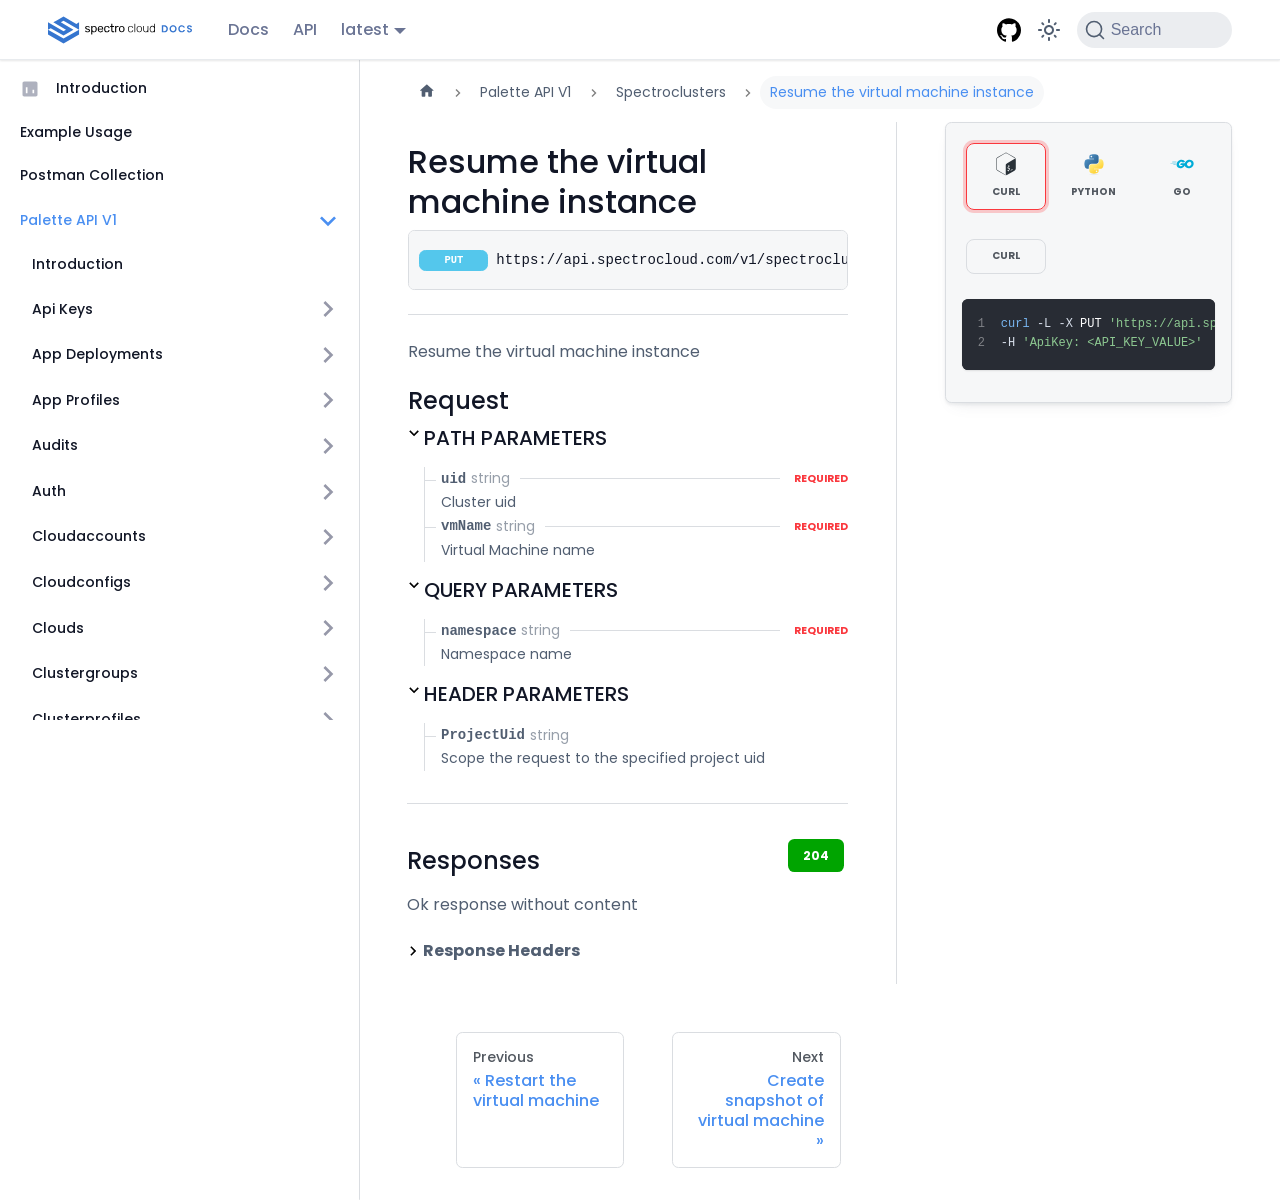 spectro cloud DOCS Docs API latest Search
Introduction
Example Usage
Postman Collection
Palette API V1
Introduction
Api Keys
App Deployments
App Profiles
Audits
Auth
Cloudaccounts
Cloudconfigs
Clouds
Clustergroups
Clusterprofiles
Palette API V1 Spectroclusters Resume the virtual machine instance
Resume the virtual
machine instance
PUT https://api.spectrocloud.com/v1/spectroclu
Resume the virtual machine instance
Request
PATH PARAMETERS
uid string REQUIRED
Cluster uid
vmName string REQUIRED
Virtual Machine name
QUERY PARAMETERS
namespace string REQUIRED
Namespace name
HEADER PARAMETERS
ProjectUid string
Scope the request to the specified project uid
Responses 204
Ok response without content
Response Headers
Previous
« Restart the
virtual machine
Next
Create
snapshot of
virtual machine
»
CURL PYTHON GO
CURL
1 curl -L -X PUT 'https://api.sp
2 -H 'ApiKey: <API_KEY_VALUE>'